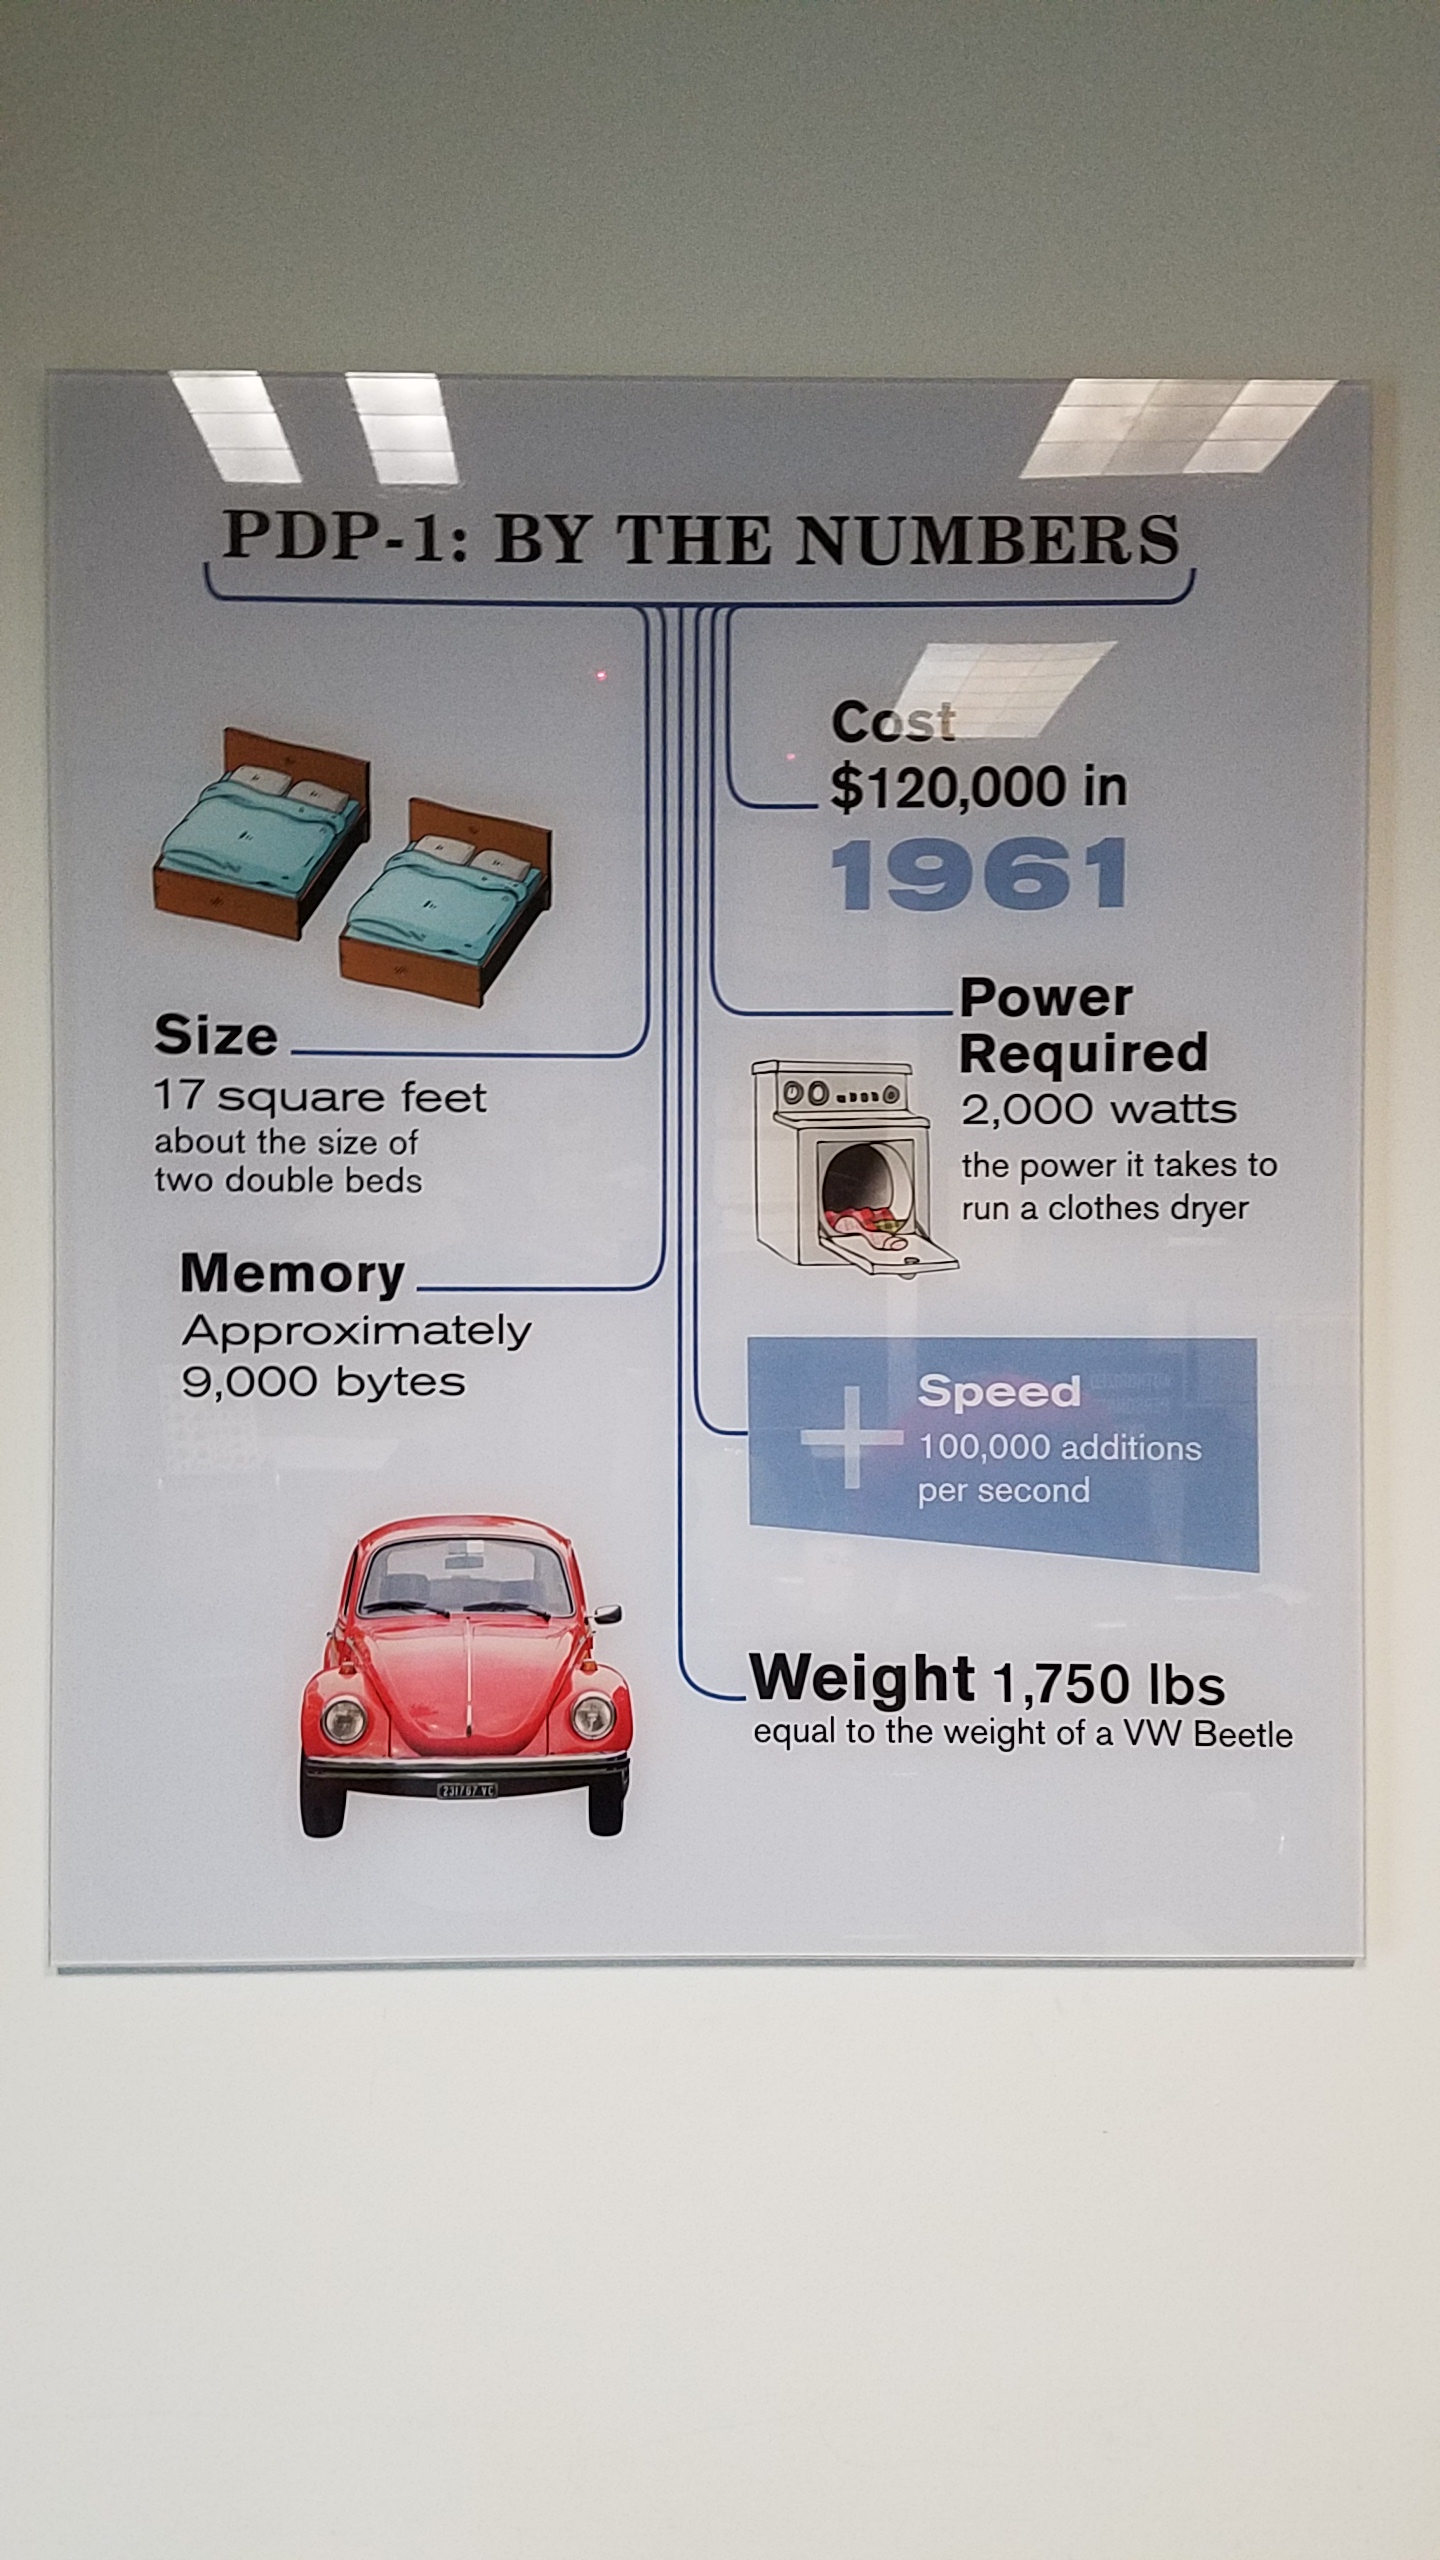 PDP-1: BY THE NUMBERS
Size
17 square feet
about the size of
two double beds
Memory
Approximately
9,000 bytes
Cost
$120,000 in
1961
Power
Required
2,000 watts
the power it takes to
run a clothes dryer
Speed
100,000 additions
per second
Weight 1,750 lbs
equal to the weight of a VW Beetle